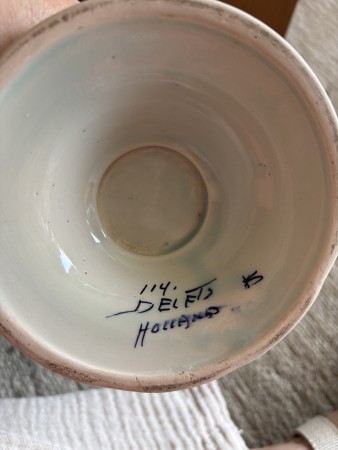 114.
DELFTS
HOLLAND